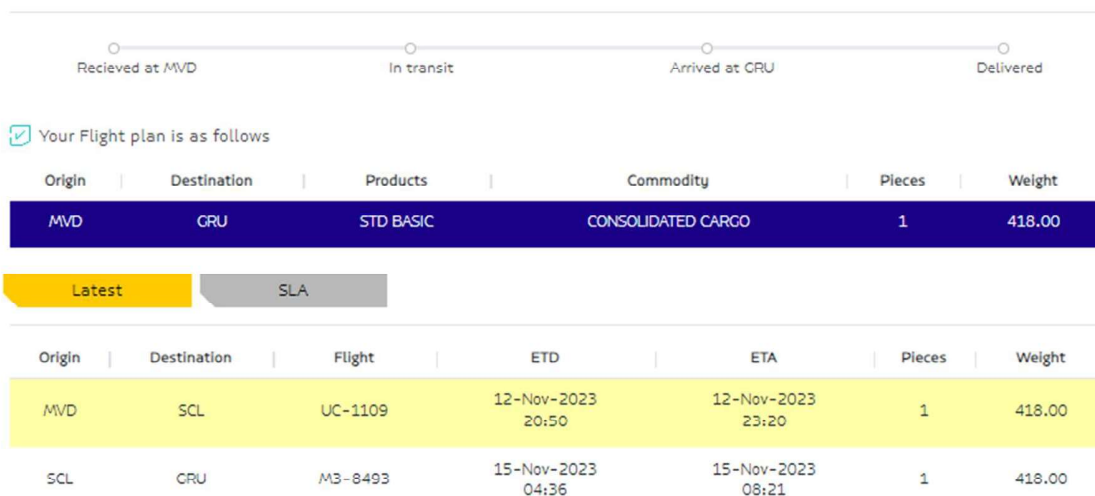 Recieved at MVD In transit Arrived at GRU Delivered
Your Flight plan is as follows
Origin Destination Products Commodity Pieces Weight
MVD GRU STD BASIC CONSOLIDATED CARGO 1 418.00
Latest SLA
Origin Destination Flight ETD ETA Pieces Weight
MVD SCL UC-1109 12-Nov-2023 20:50 12-Nov-2023 23:20 1 418.00
SCL GRU M3-8493 15-Nov-2023 04:36 15-Nov-2023 08:21 1 418.00